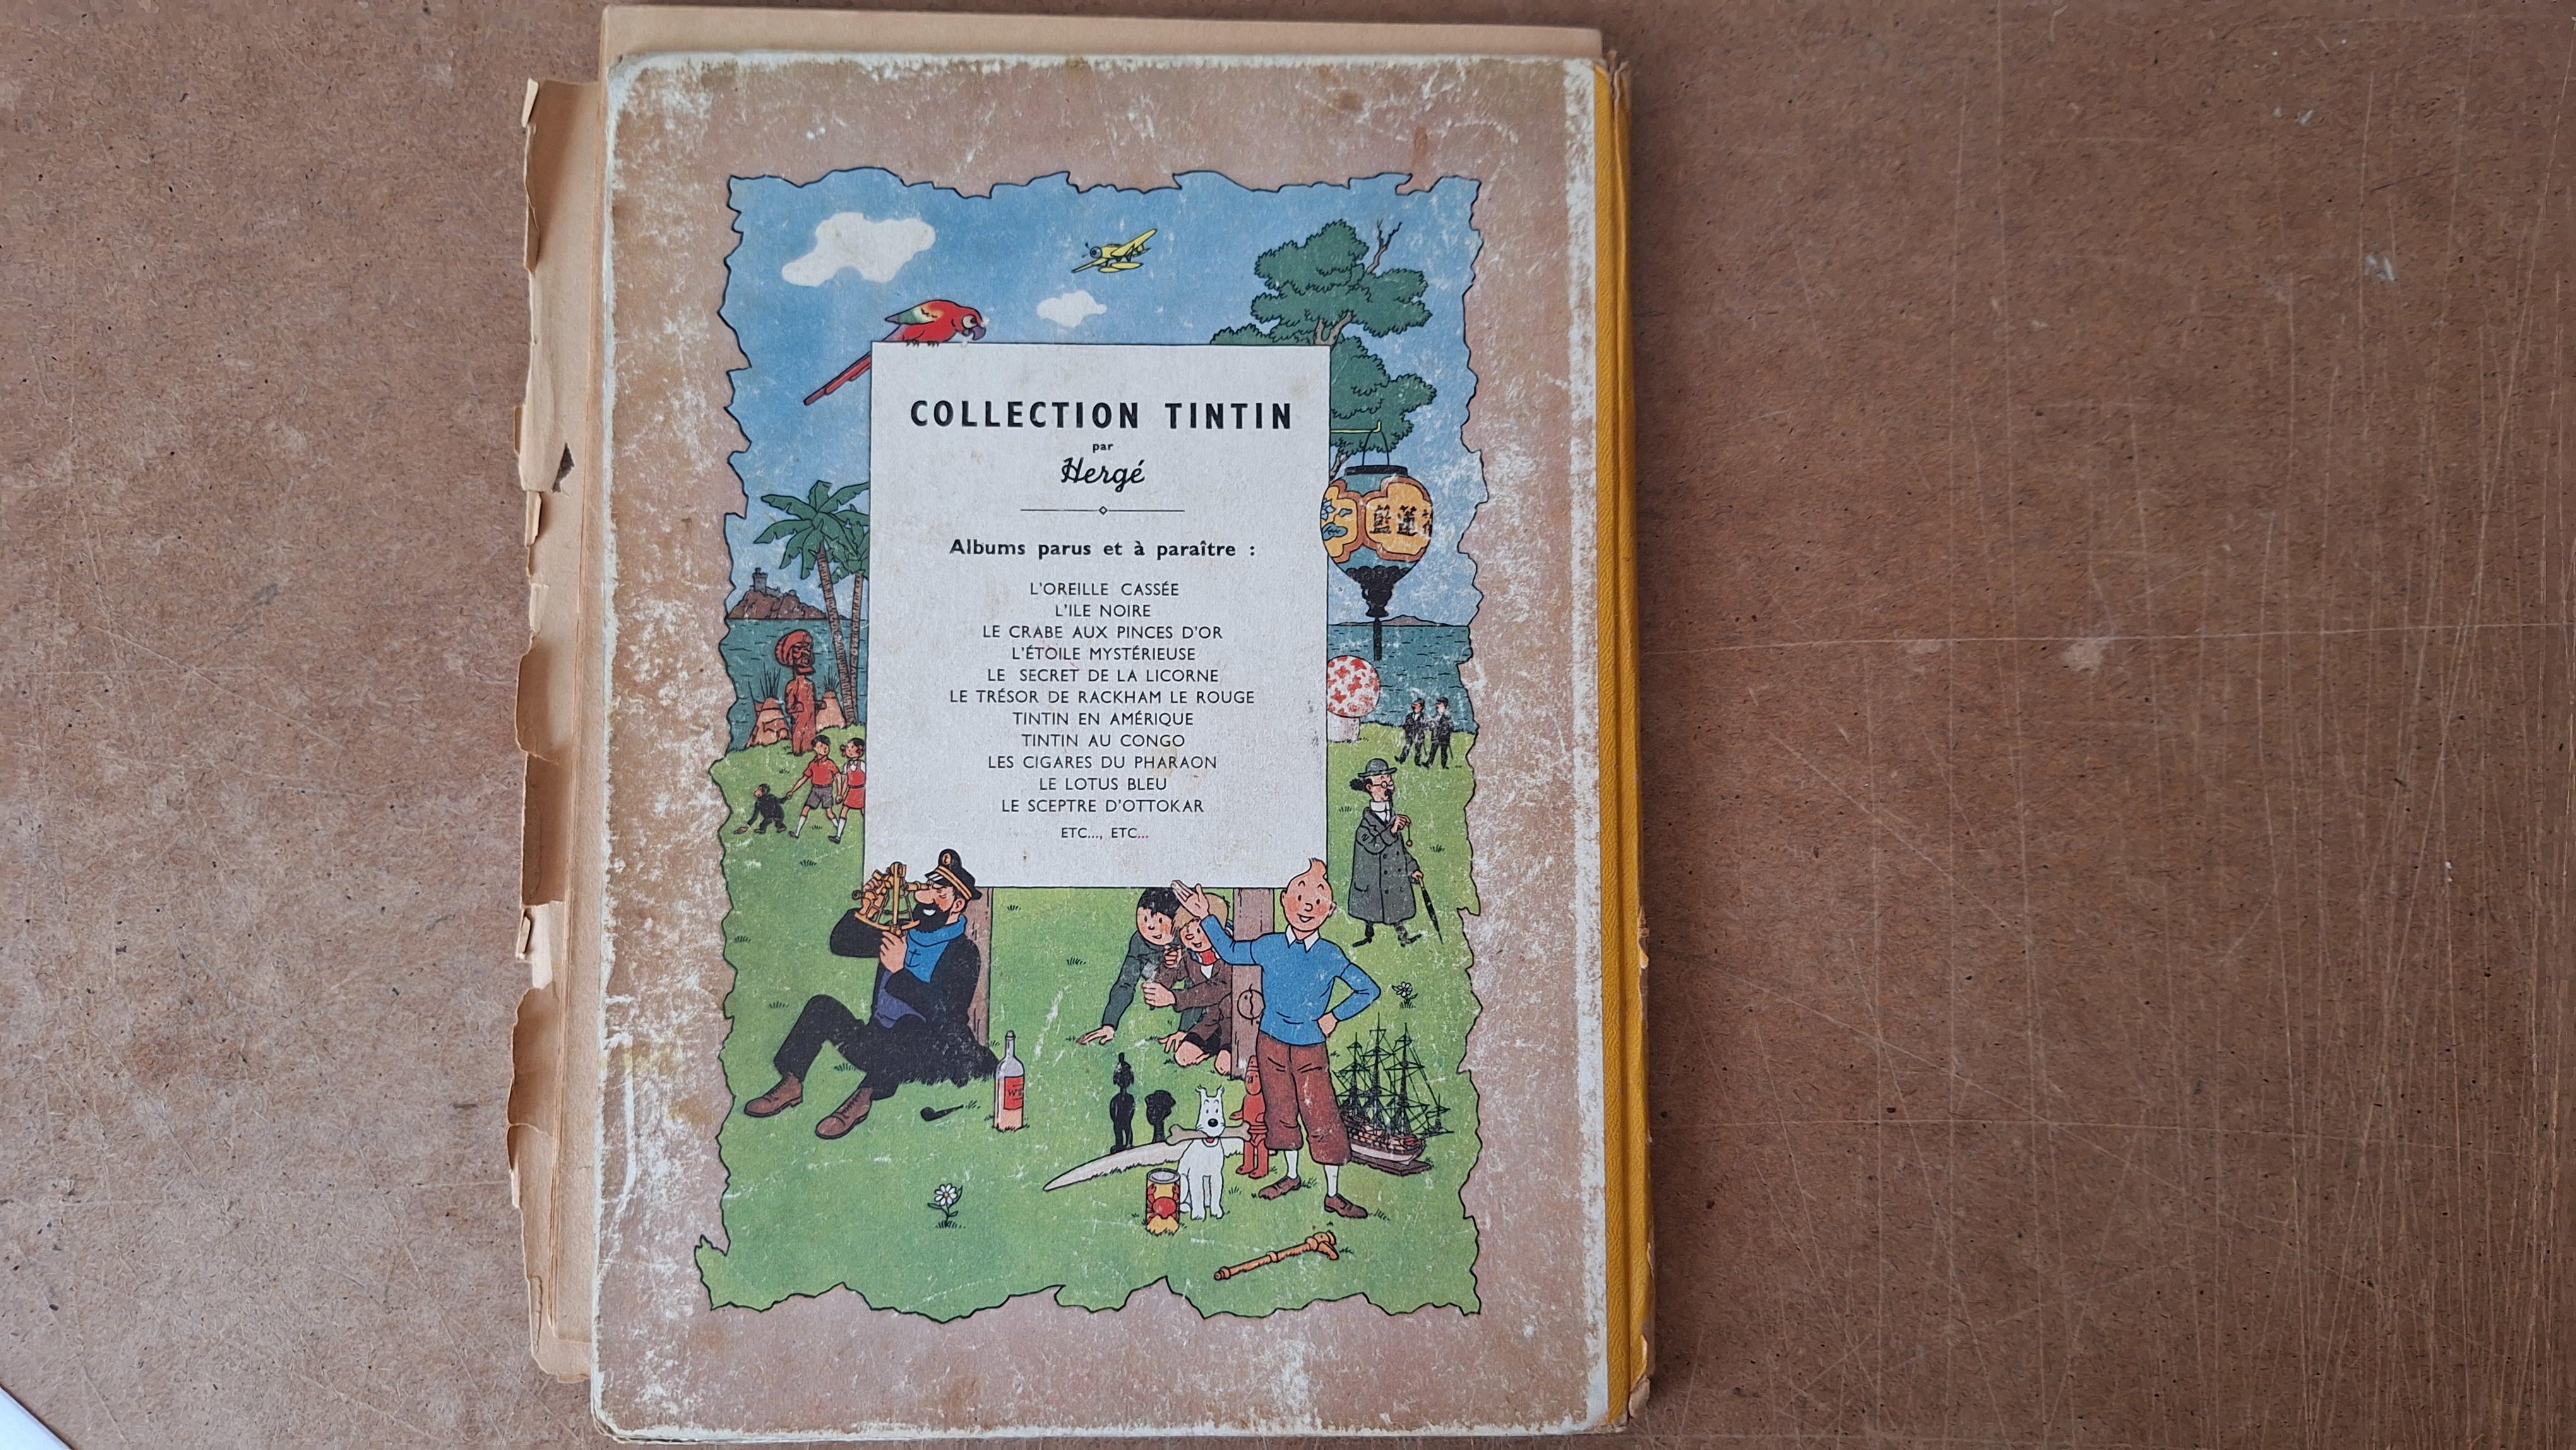 COLLECTION TINTIN
par
Hergé
Albums parus et à paraître :
L'OREILLE CASSÉE
L'ILE NOIRE
LE CRABE AUX PINCES D'OR
L'ÉTOILE MYSTÉRIEUSE
LE SECRET DE LA LICORNE
LE TRÉSOR DE RACKHAM LE ROUGE
TINTIN EN AMÉRIQUE
TINTIN AU CONGO
LES CIGARES DU PHARAON
LE LOTUS BLEU
LE SCEPTRE D'OTTOKAR
ETC..., ETC...